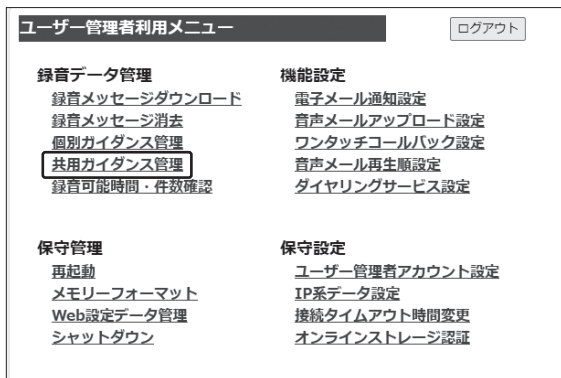 ユーザー管理者利用メニュー
ログアウト
録音データ管理
録音メッセージダウンロード
録音メッセージ消去
個別ガイダンス管理
共用ガイダンス管理
録音可能時間・件数確認
機能設定
電子メール通知設定
音声メールアップロード設定
ワンタッチコールバック設定
音声メール再生順設定
ダイヤリングサービス設定
保守管理
再起動
メモリーフォーマット
Web設定データ管理
シャットダウン
保守設定
ユーザー管理者アカウント設定
IP系データ設定
接続タイムアウト時間変更
オンラインストレージ認証